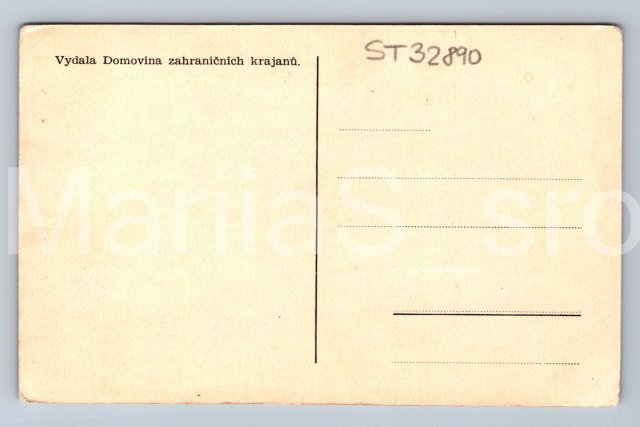 Vydala Domovina zahraničních krajanů.
ST32890
MariiaS_sro